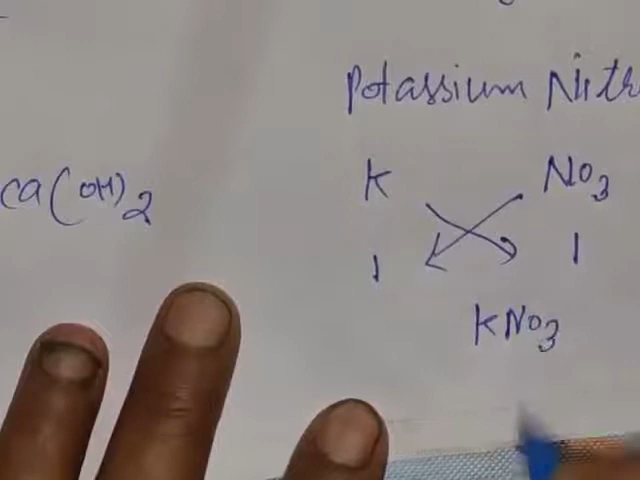 Potassium Nitr
K NO3
Ca(OH)2
1 1
KNO3